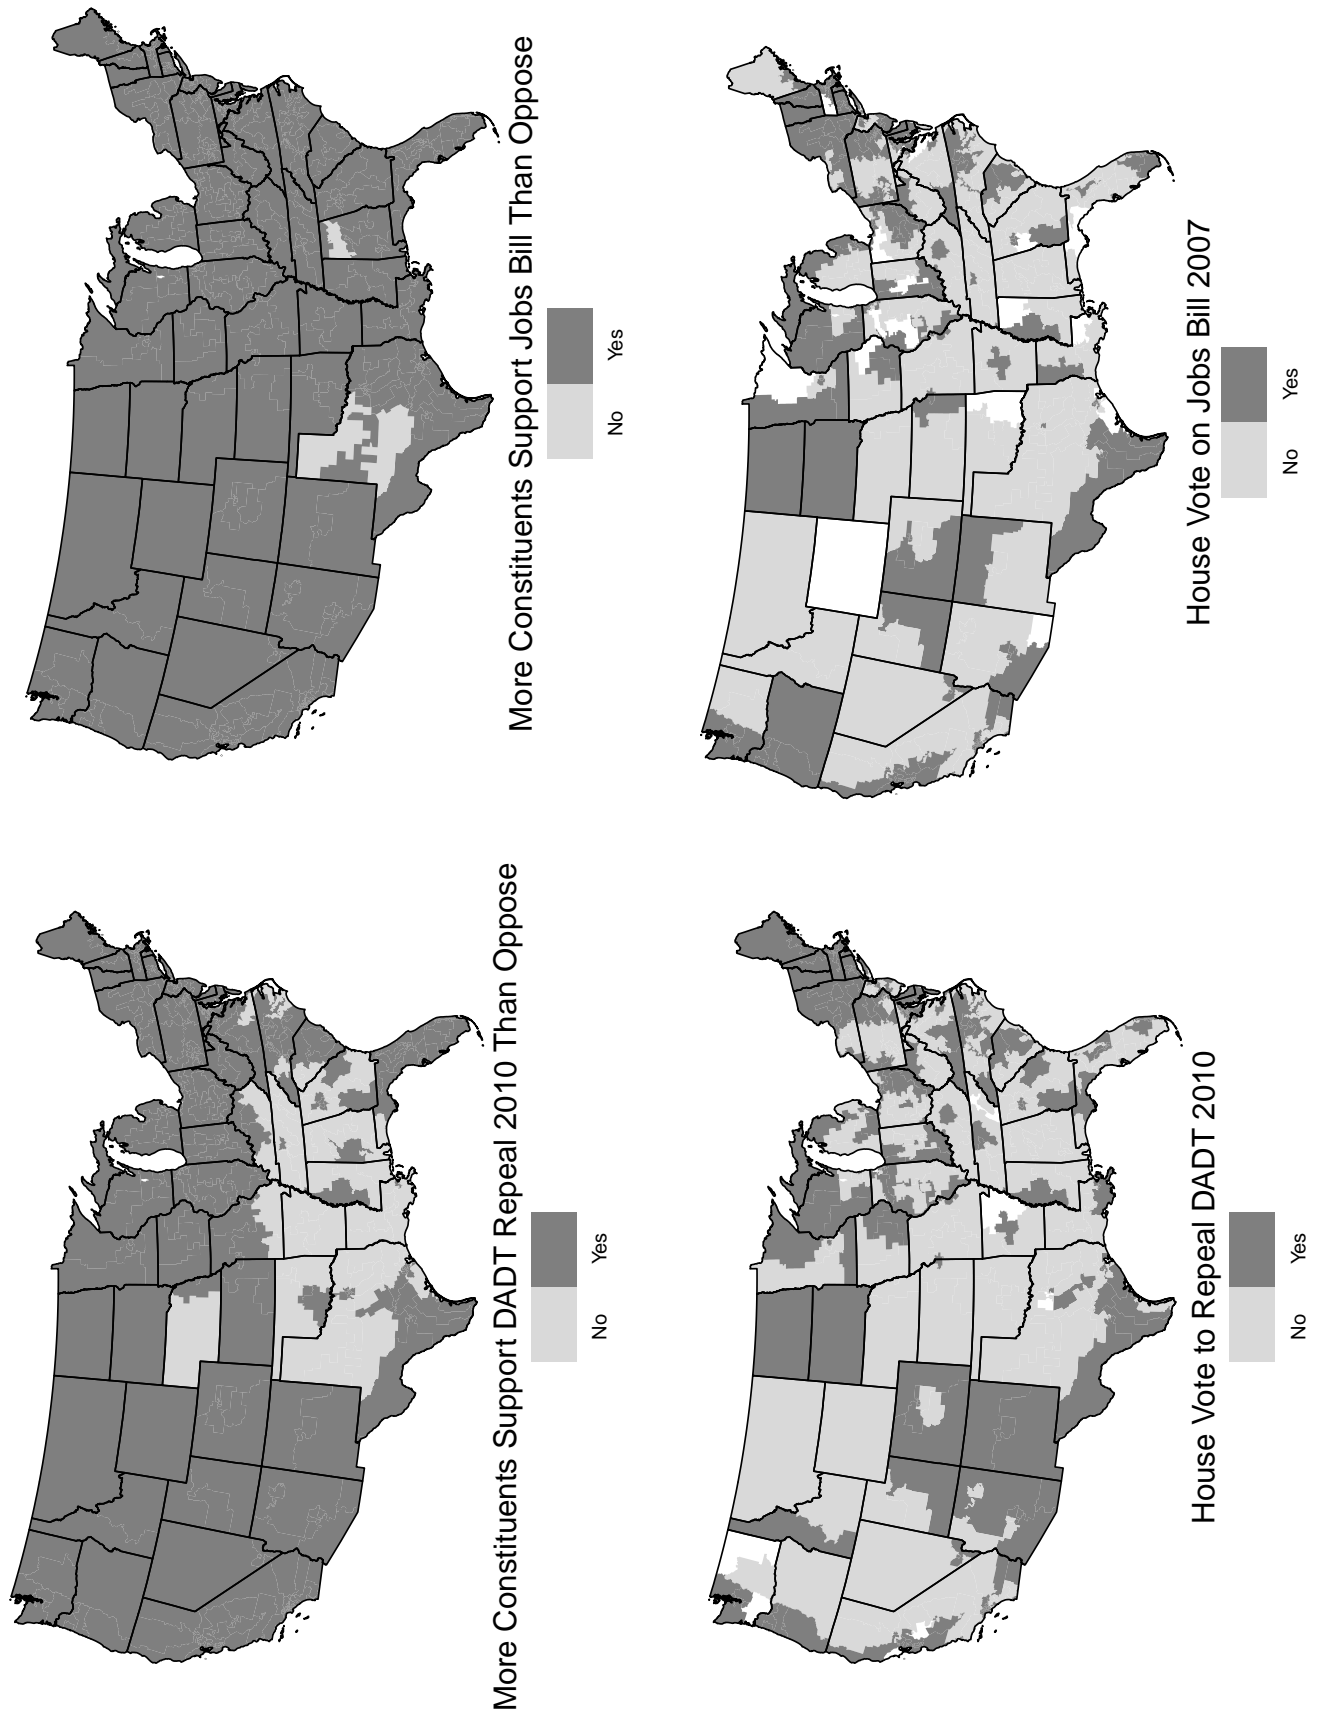 More Constituents Support DADT Repeal 2010 Than Oppose
No
Yes
More Constituents Support Jobs Bill Than Oppose
No
Yes
House Vote to Repeal DADT 2010
No
Yes
House Vote on Jobs Bill 2007
No
Yes